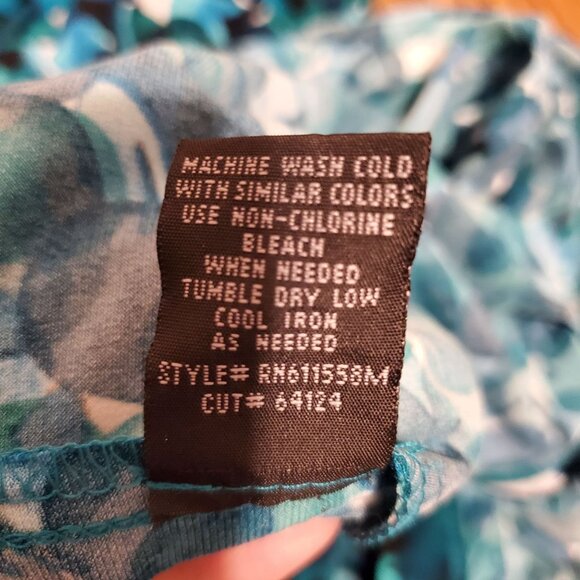 MACHINE WASH COLD
WITH SIMILAR COLORS
USE NON-CHLORINE
BLEACH
WHEN NEEDED
TUMBLE DRY LOW
COOL IRON
AS NEEDED
STYLE# RN611558M
CUT# 64124